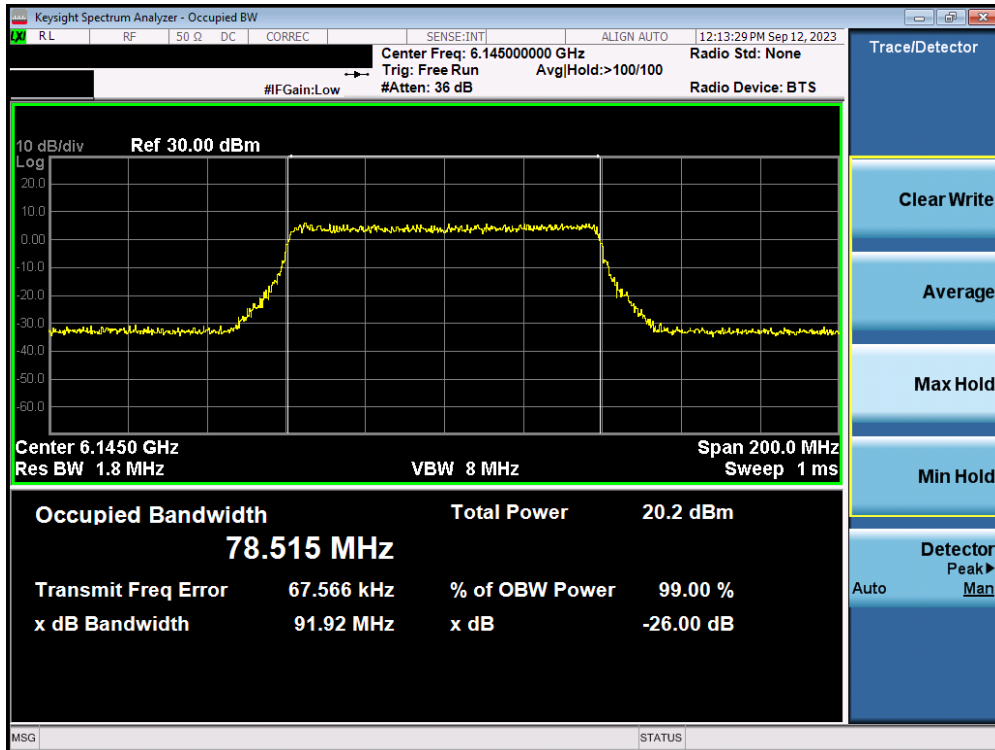 Keysight Spectrum Analyzer - Occupied BW
LXI RL RF 50 Ω DC CORREC SENSE:INT ALIGN AUTO 12:13:29 PM Sep 12, 2023
Center Freq: 6.145000000 GHz Radio Std: None
Trig: Free Run Avg|Hold:>100/100
#IFGain:Low #Atten: 36 dB Radio Device: BTS
Trace/Detector
10 dB/div Ref 30.00 dBm
Log
20.0
10.0
0.00
-10.0
-20.0
-30.0
-40.0
-50.0
-60.0
Center 6.1450 GHz Span 200.0 MHz
Res BW 1.8 MHz VBW 8 MHz Sweep 1 ms
Occupied Bandwidth Total Power 20.2 dBm
78.515 MHz
Transmit Freq Error 67.566 kHz % of OBW Power 99.00 %
x dB Bandwidth 91.92 MHz x dB -26.00 dB
Clear Write
Average
Max Hold
Min Hold
Detector
Peak▶
Auto Man
MSG STATUS